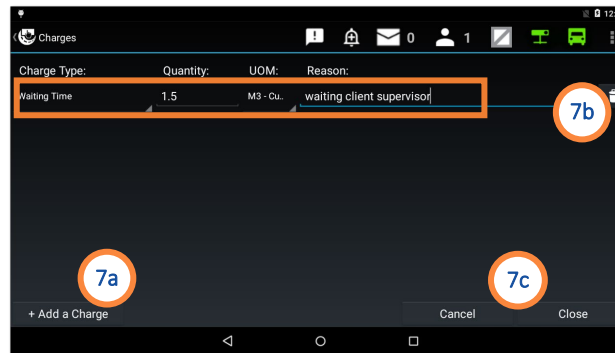 12:
Charges 0 1
Charge Type: Quantity: UOM: Reason:
Waiting Time 1.5 M3 - Cu.. waiting client supervisor
7b
7a 7c
+ Add a Charge Cancel Close